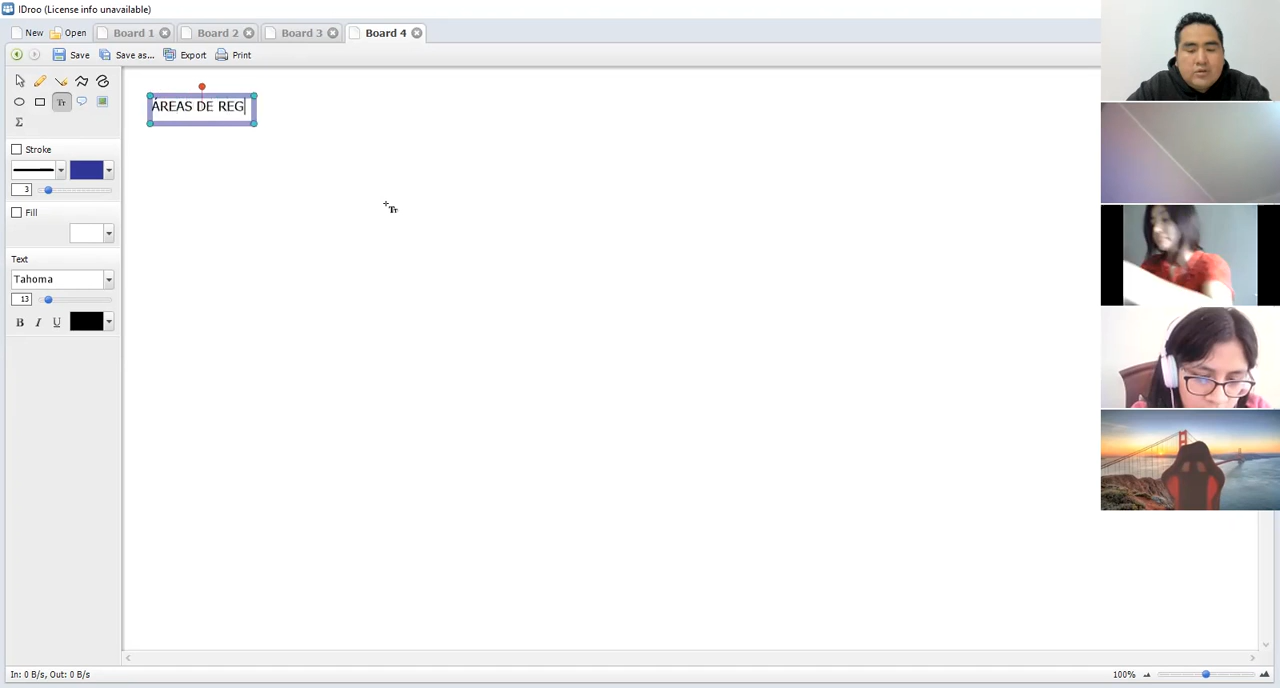 IDroo (License info unavailable)
New Open Board 1 Board 2 Board 3 Board 4
Save Save as... Export Print
ÁREAS DE REG
Tr
Σ
Stroke
3
Fill
Text
Tahoma
13
B I U
In: 0 B/s, Out: 0 B/s
100%